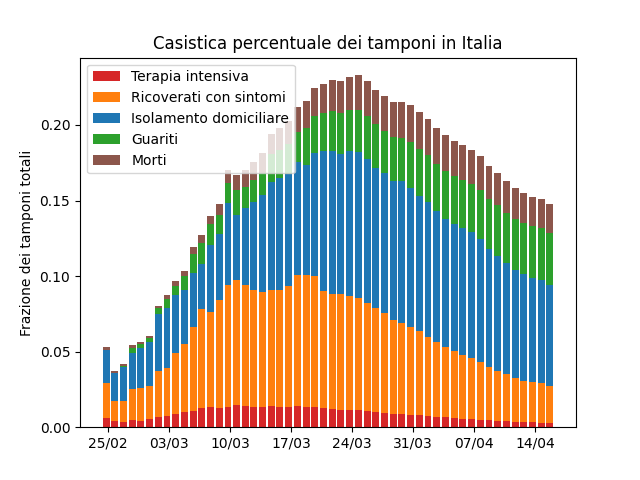 Casistica percentuale dei tamponi in Italia
Terapia intensiva
Ricoverati con sintomi
Isolamento domiciliare
Guariti
Morti
Frazione dei tamponi totali
0.20
0.15
0.10
0.05
0.00
25/02 03/03 10/03 17/03 24/03 31/03 07/04 14/04